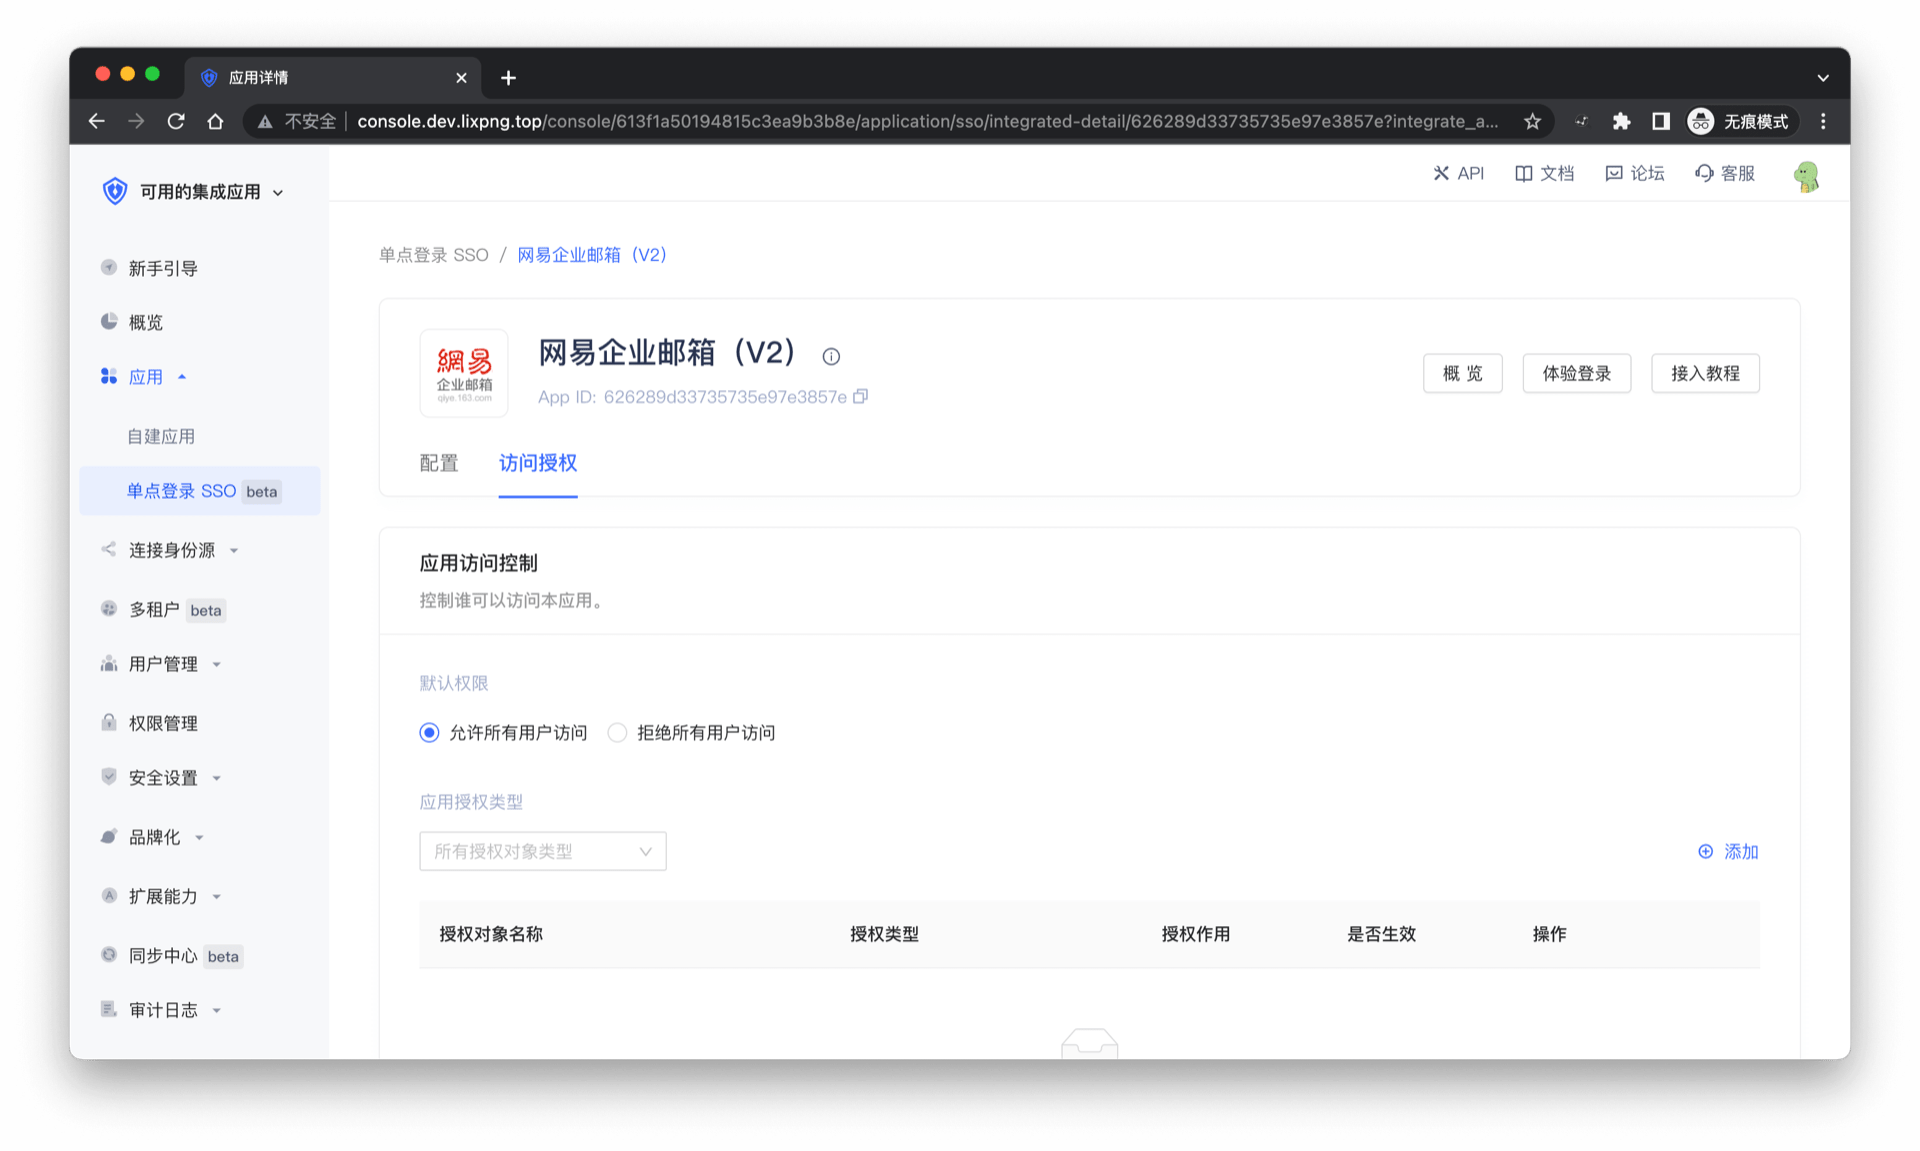 应用详情
不安全 console.dev.lixpng.top/console/613f1a50194815c3ea9b3b8e/application/sso/integrated-detail/626289d33735735e97e3857e?integrate_a...
无痕模式
可用的集成应用
API 文档 论坛 客服
新手引导
概览
应用
自建应用
单点登录 SSO beta
连接身份源
多租户 beta
用户管理
权限管理
安全设置
品牌化
扩展能力
同步中心 beta
审计日志
单点登录 SSO / 网易企业邮箱（V2）
網易
企业邮箱
qiye.163.com
网易企业邮箱（V2）
App ID: 626289d33735735e97e3857e
概 览 体验登录 接入教程
配置 访问授权
应用访问控制
控制谁可以访问本应用。
默认权限
允许所有用户访问 拒绝所有用户访问
应用授权类型
所有授权对象类型
添加
授权对象名称 授权类型 授权作用 是否生效 操作